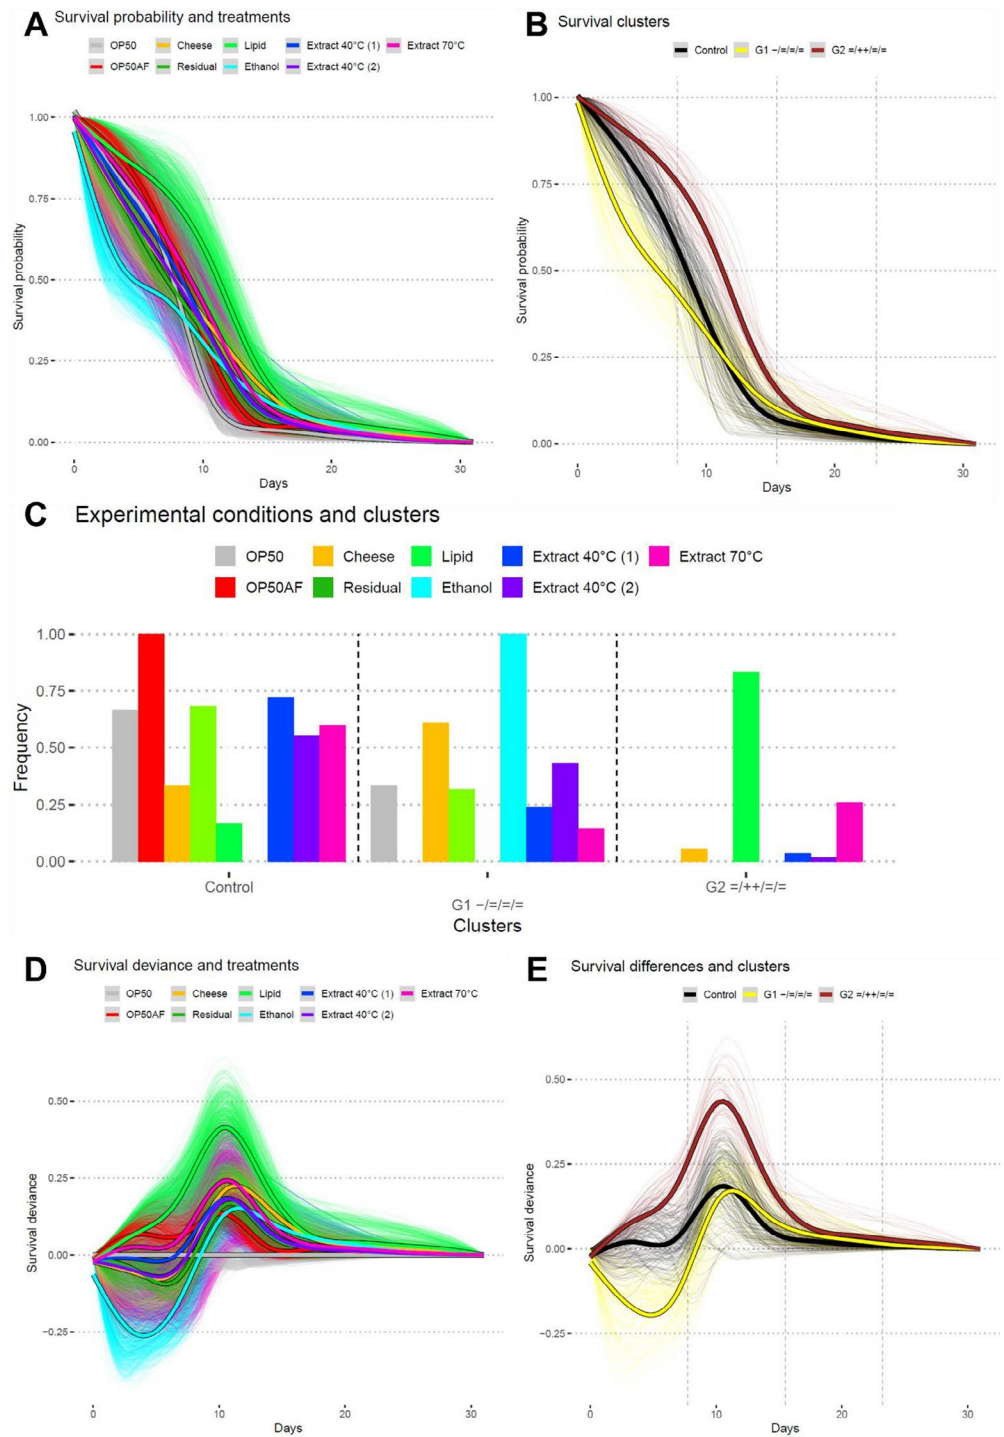 A Survival probability and treatments
OP50 Cheese Lipid Extract 40°C (1) Extract 70°C
OP50AF Residual Ethanol Extract 40°C (2)
1.00
0.75
0.50
0.25
0.00
Survival probability
0 10 20 30
Days
B Survival clusters
Control G1 −/=/=/= G2 =/++/=/=
1.00
0.75
0.50
0.25
0.00
Survival probability
0 10 20 30
Days
C Experimental conditions and clusters
OP50 Cheese Lipid Extract 40°C (1) Extract 70°C
OP50AF Residual Ethanol Extract 40°C (2)
1.00
0.75
0.50
0.25
0.00
Frequency
Control G2 =/++/=/=
G1 −/=/=/=
Clusters
D Survival deviance and treatments
OP50 Cheese Lipid Extract 40°C (1) Extract 70°C
OP50AF Residual Ethanol Extract 40°C (2)
0.50
0.25
0.00
−0.25
Survival deviance
0 10 20 30
Days
E Survival differences and clusters
Control G1 −/=/=/= G2 =/++/=/=
0.50
0.25
0.00
−0.25
Survival deviance
0 10 20 30
Days